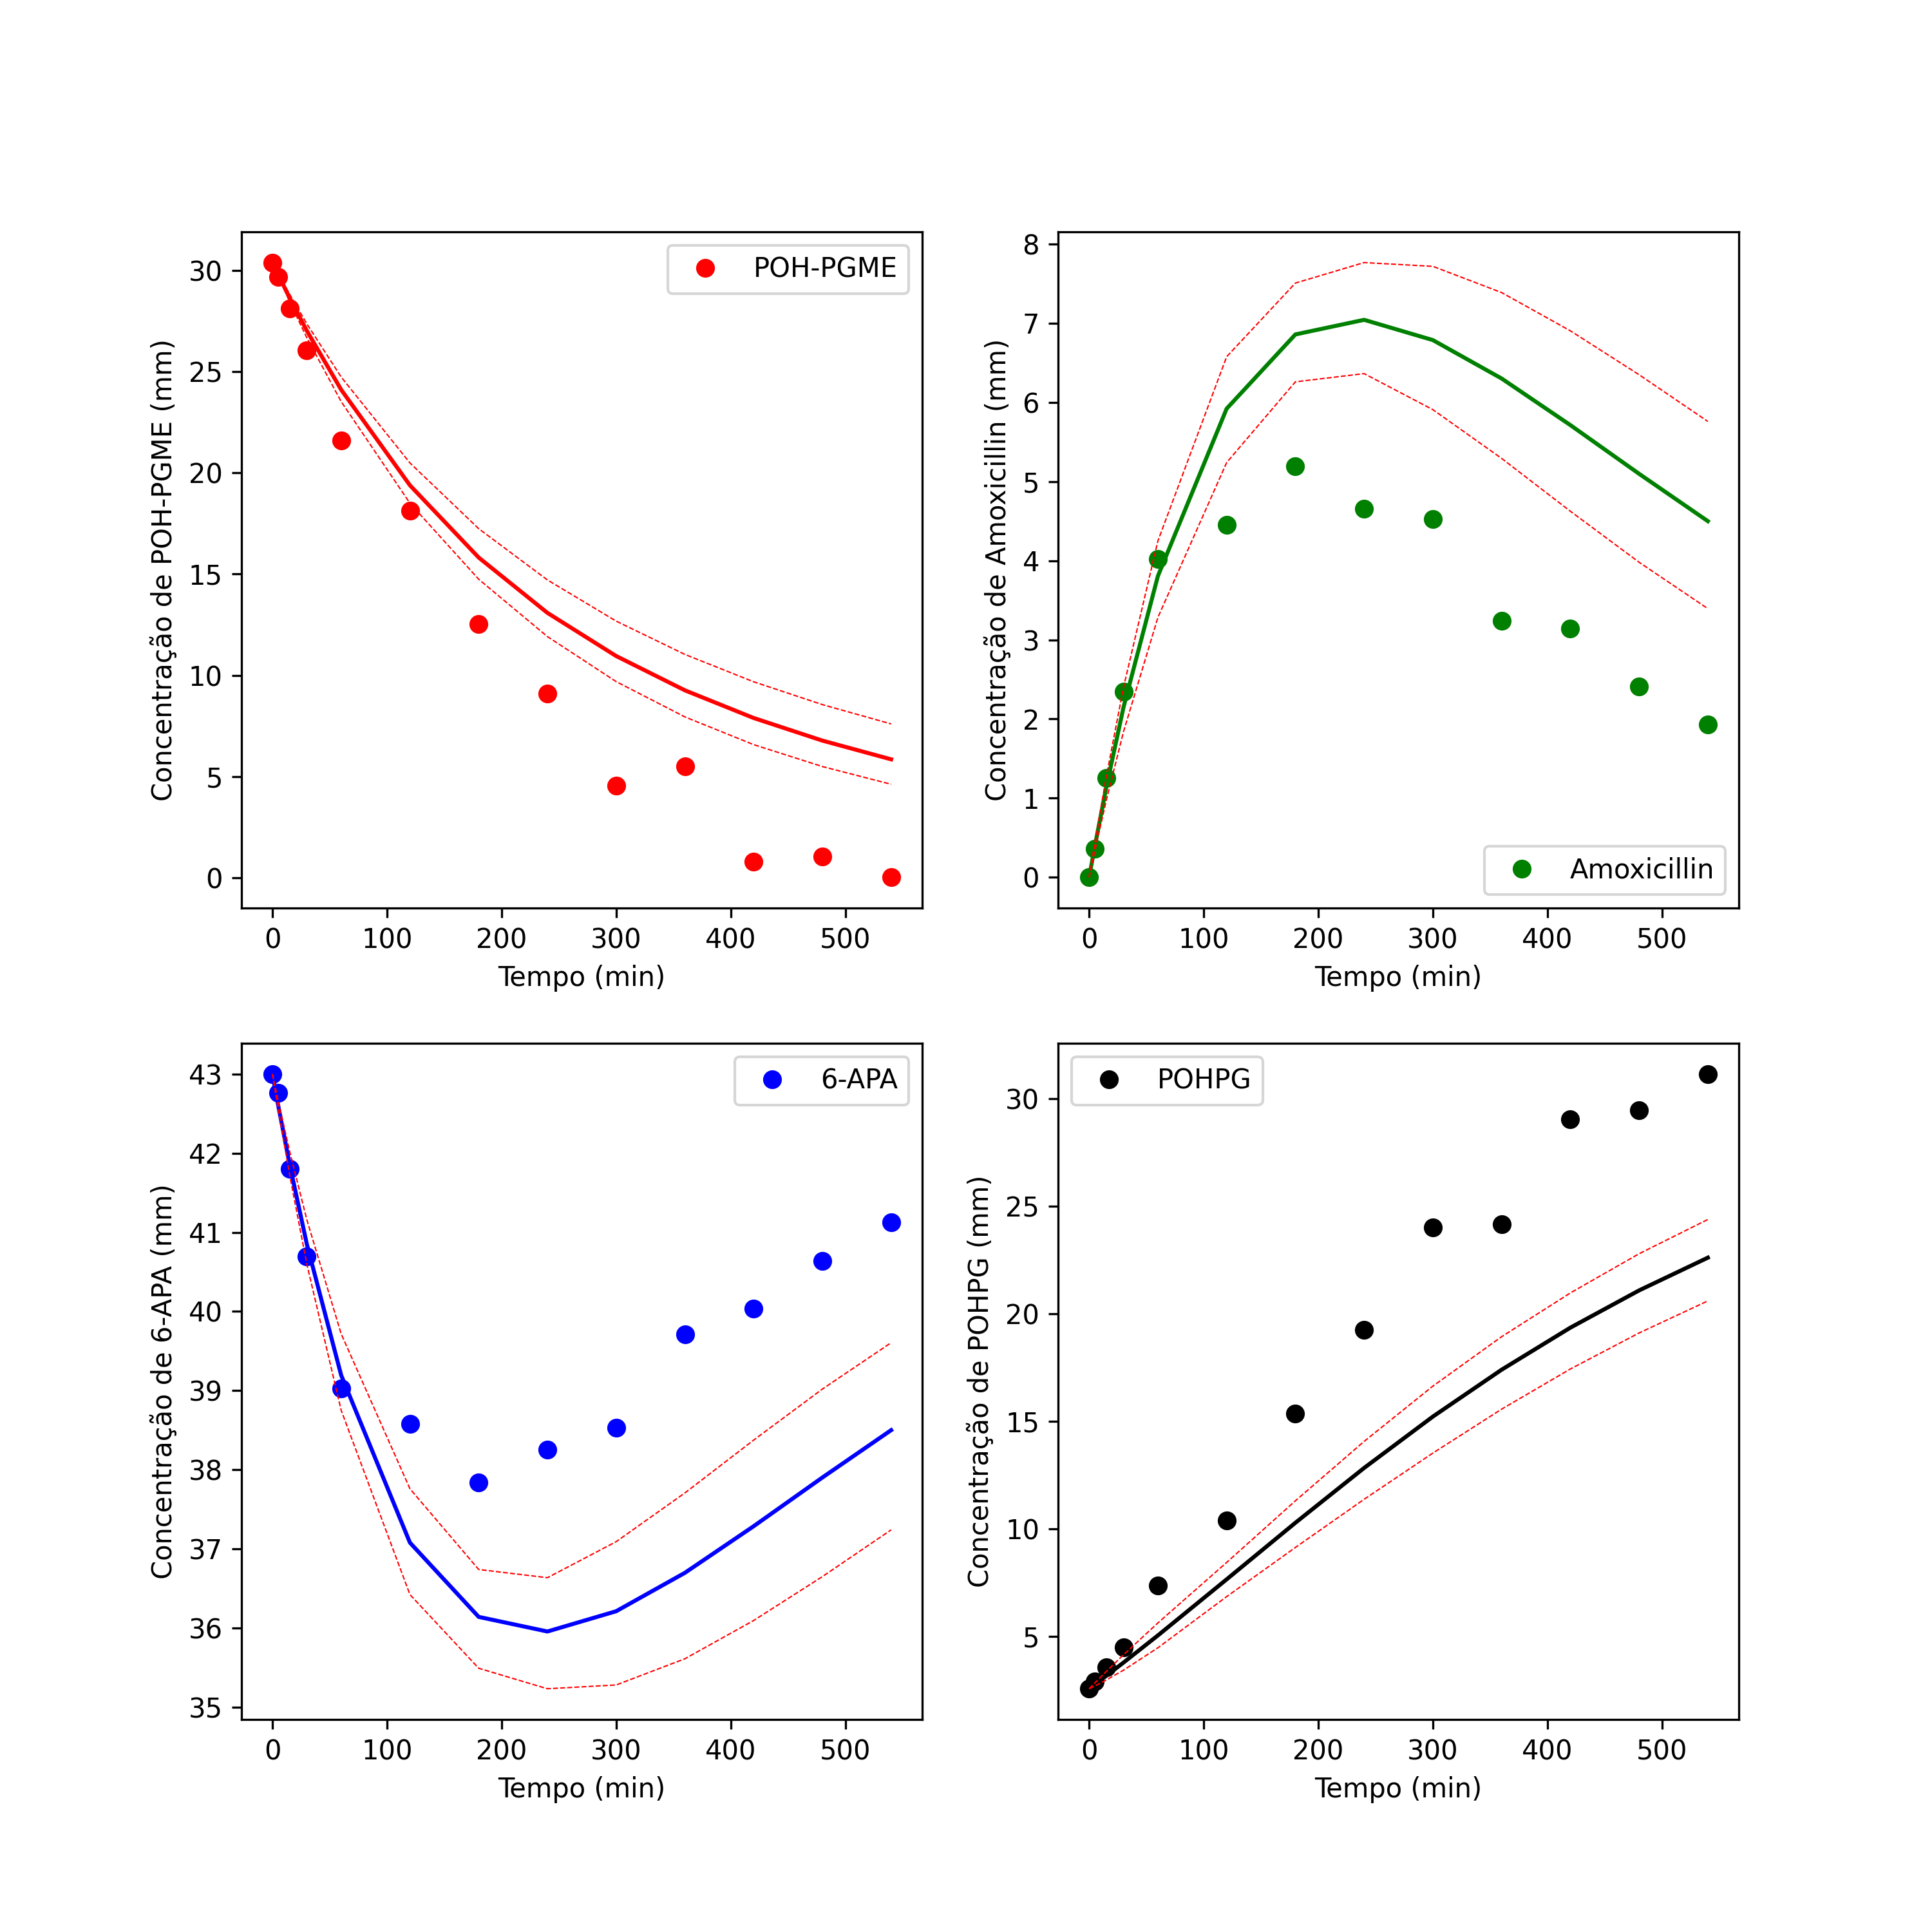 POH-PGME
Concentração de POH-PGME (mm)
30
25
20
15
10
5
0
0 100 200 300 400 500
Tempo (min)
Amoxicillin
Concentração de Amoxicillin (mm)
8
7
6
5
4
3
2
1
0
0 100 200 300 400 500
Tempo (min)
6-APA
Concentração de 6-APA (mm)
43
42
41
40
39
38
37
36
35
0 100 200 300 400 500
Tempo (min)
POHPG
Concentração de POHPG (mm)
30
25
20
15
10
5
0 100 200 300 400 500
Tempo (min)